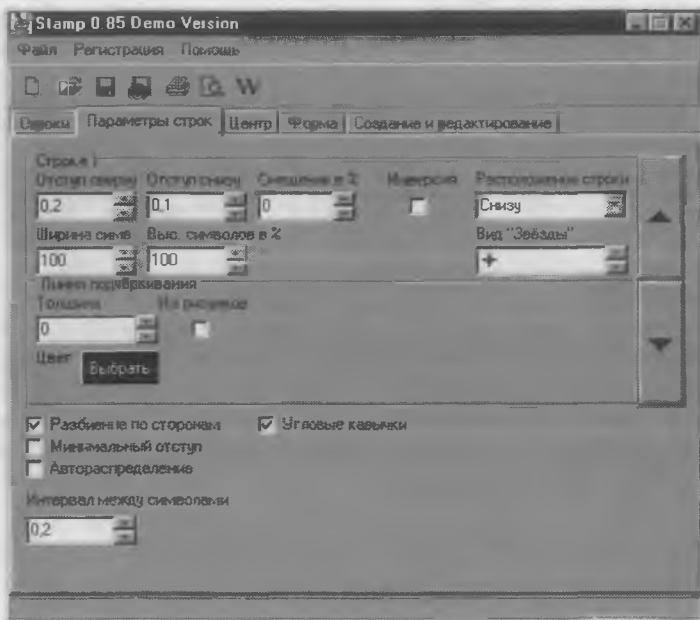 Stamp 0.85 Demo Version
Файл Регистрация Помощь
W
Строки Параметры строк Центр Форма Создание и редактирование
Строка 1
Отступ сверху Отступ снизу Смещение в % Инверсия Расположение строки
0,2 0,1 0 Снизу
Ширина симв Выс. символов в % Вид "Звёзды"
100 100
Линия подчёркивания
Толщина На рисунков
0
Цвет Выбрать
Разбиение по сторонам Угловые кавычки
Минимальный отступ
Автораспределение
Интервал между символами
0,2